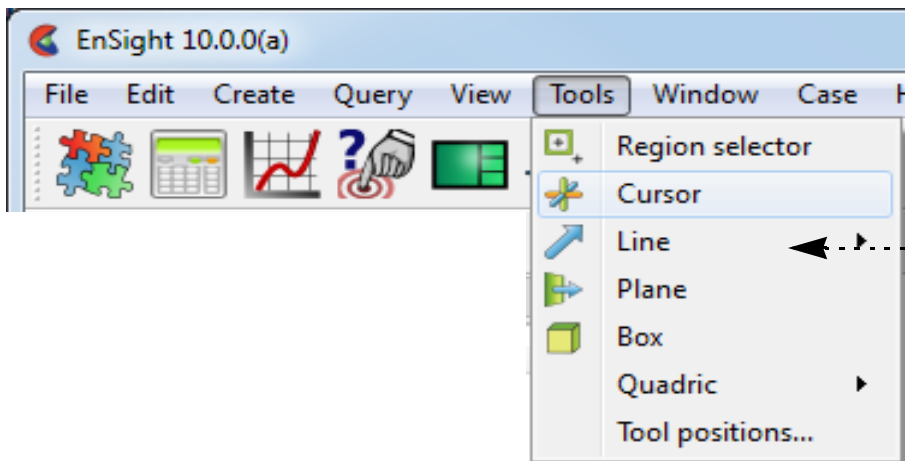 EnSight 10.0.0(a)
File Edit Create Query View Tools Window Case
Region selector
Cursor
Line
Plane
Box
Quadric
Tool positions...